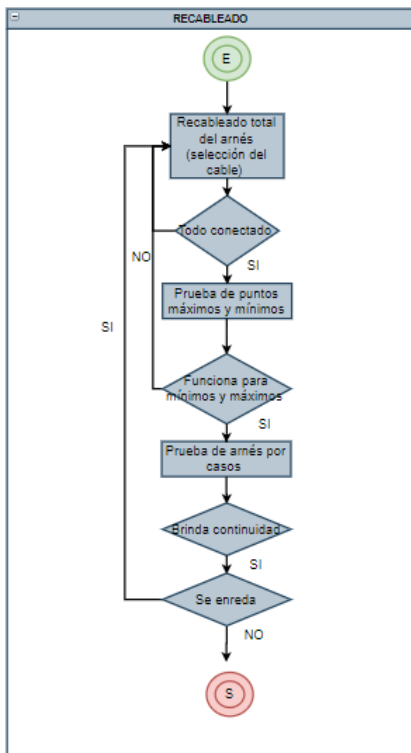 RECABLEADO
E
Recableado total
del arnés
(selección del
cable)
Todo conectado
NO
SI
Prueba de puntos
máximos y mínimos
SI
Funciona para
mínimos y máximos
SI
Prueba de arnés por
casos
Brinda continuidad
SI
Se enreda
NO
S